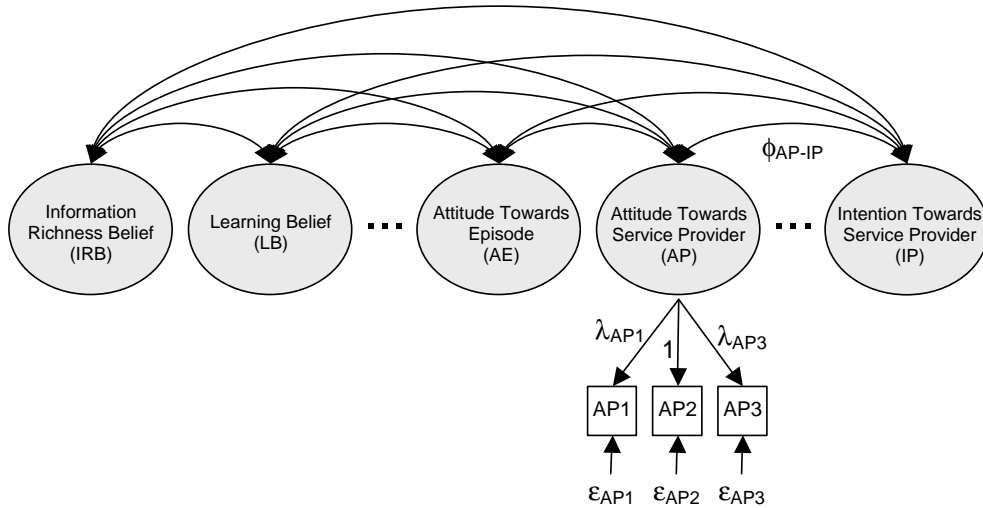 ϕAP-IP
Information
Richness Belief
(IRB)
Learning Belief
(LB)
Attitude Towards
Episode
(AE)
Attitude Towards
Service Provider
(AP)
Intention Towards
Service Provider
(IP)
λAP1
1
λAP3
AP1
AP2
AP3
εAP1
εAP2
εAP3